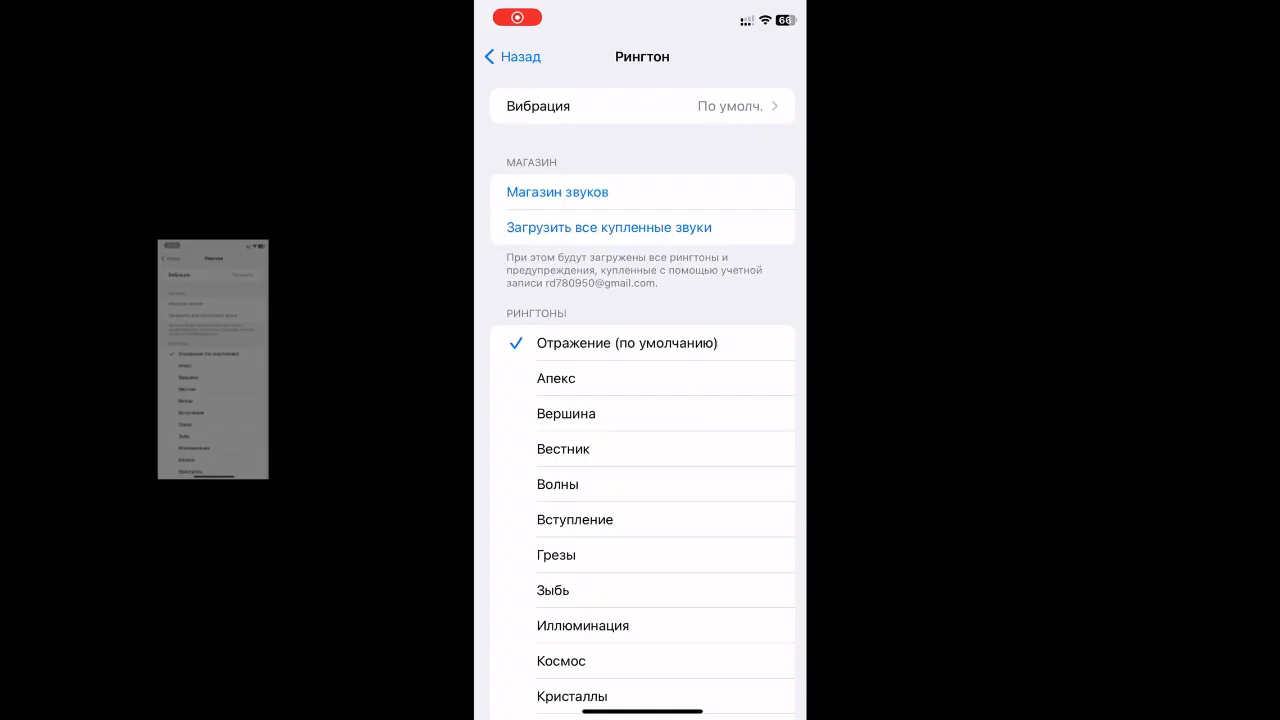 66
Назад
Рингтон
Вибрация
По умолч.
МАГАЗИН
Магазин звуков
Загрузить все купленные звуки
При этом будут загружены все рингтоны и
предупреждения, купленные с помощью учетной
записи rd780950@gmail.com.
РИНГТОНЫ
Отражение (по умолчанию)
Апекс
Вершина
Вестник
Волны
Вступление
Грезы
Зыбь
Иллюминация
Космос
Кристаллы